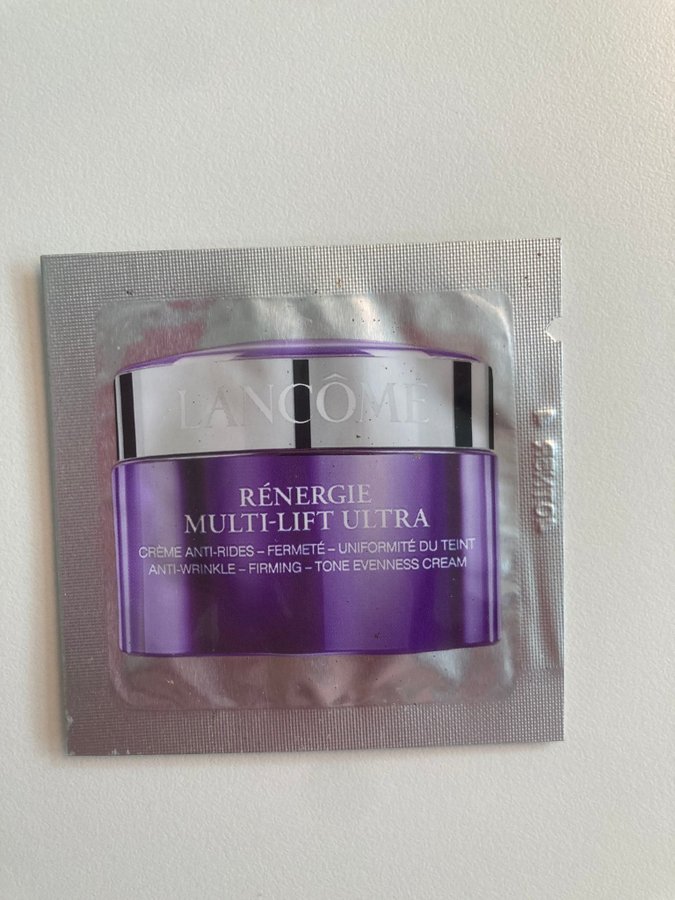 LANCÔME
RÉNERGIE
MULTI-LIFT ULTRA
CRÈME ANTI-RIDES – FERMETÉ – UNIFORMITÉ DU TEINT
ANTI-WRINKLE – FIRMING – TONE EVENNESS CREAM